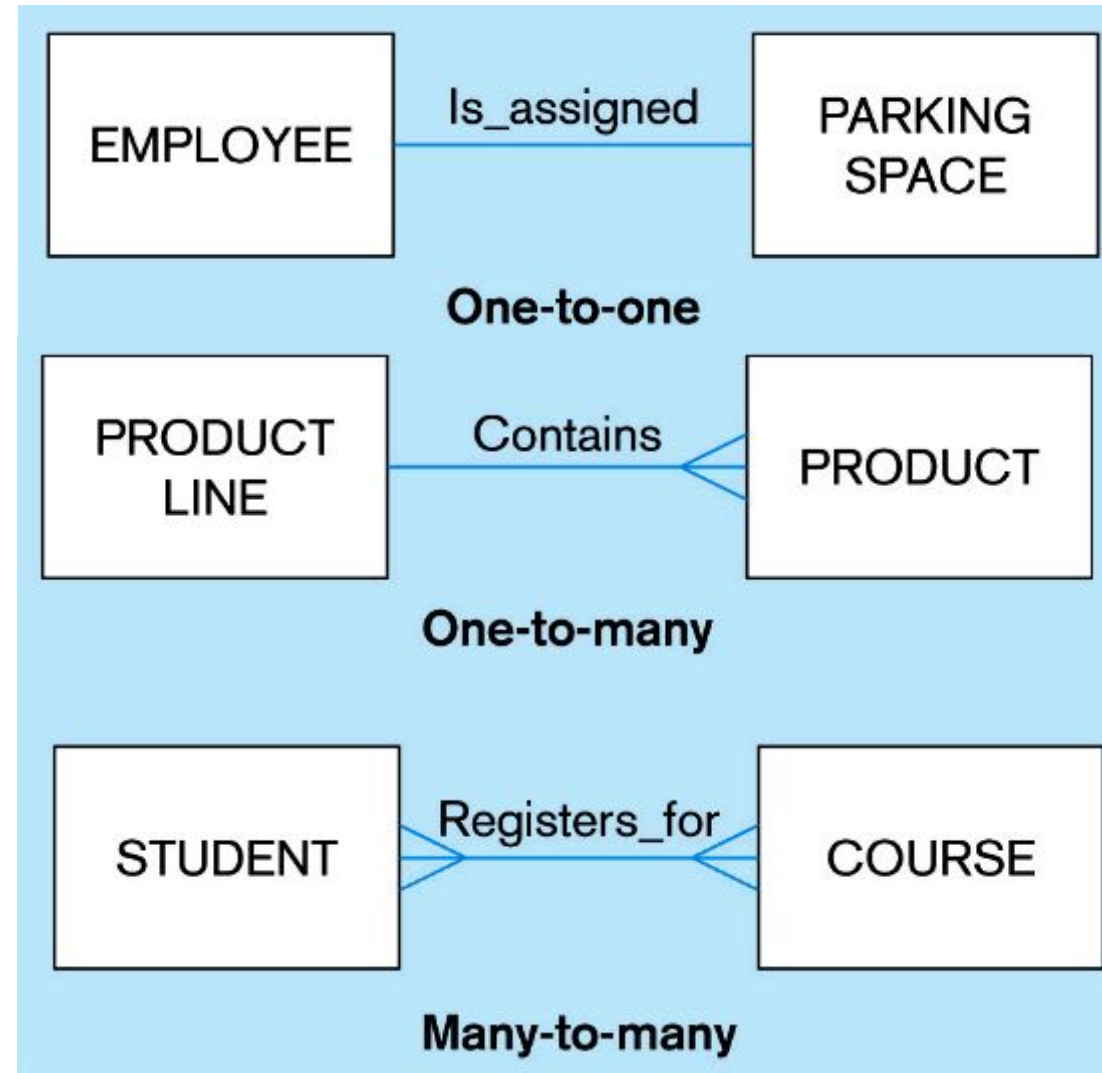 EMPLOYEE
Is_assigned
PARKING
SPACE
One-to-one
PRODUCT
LINE
Contains
PRODUCT
One-to-many
STUDENT
Registers_for
COURSE
Many-to-many